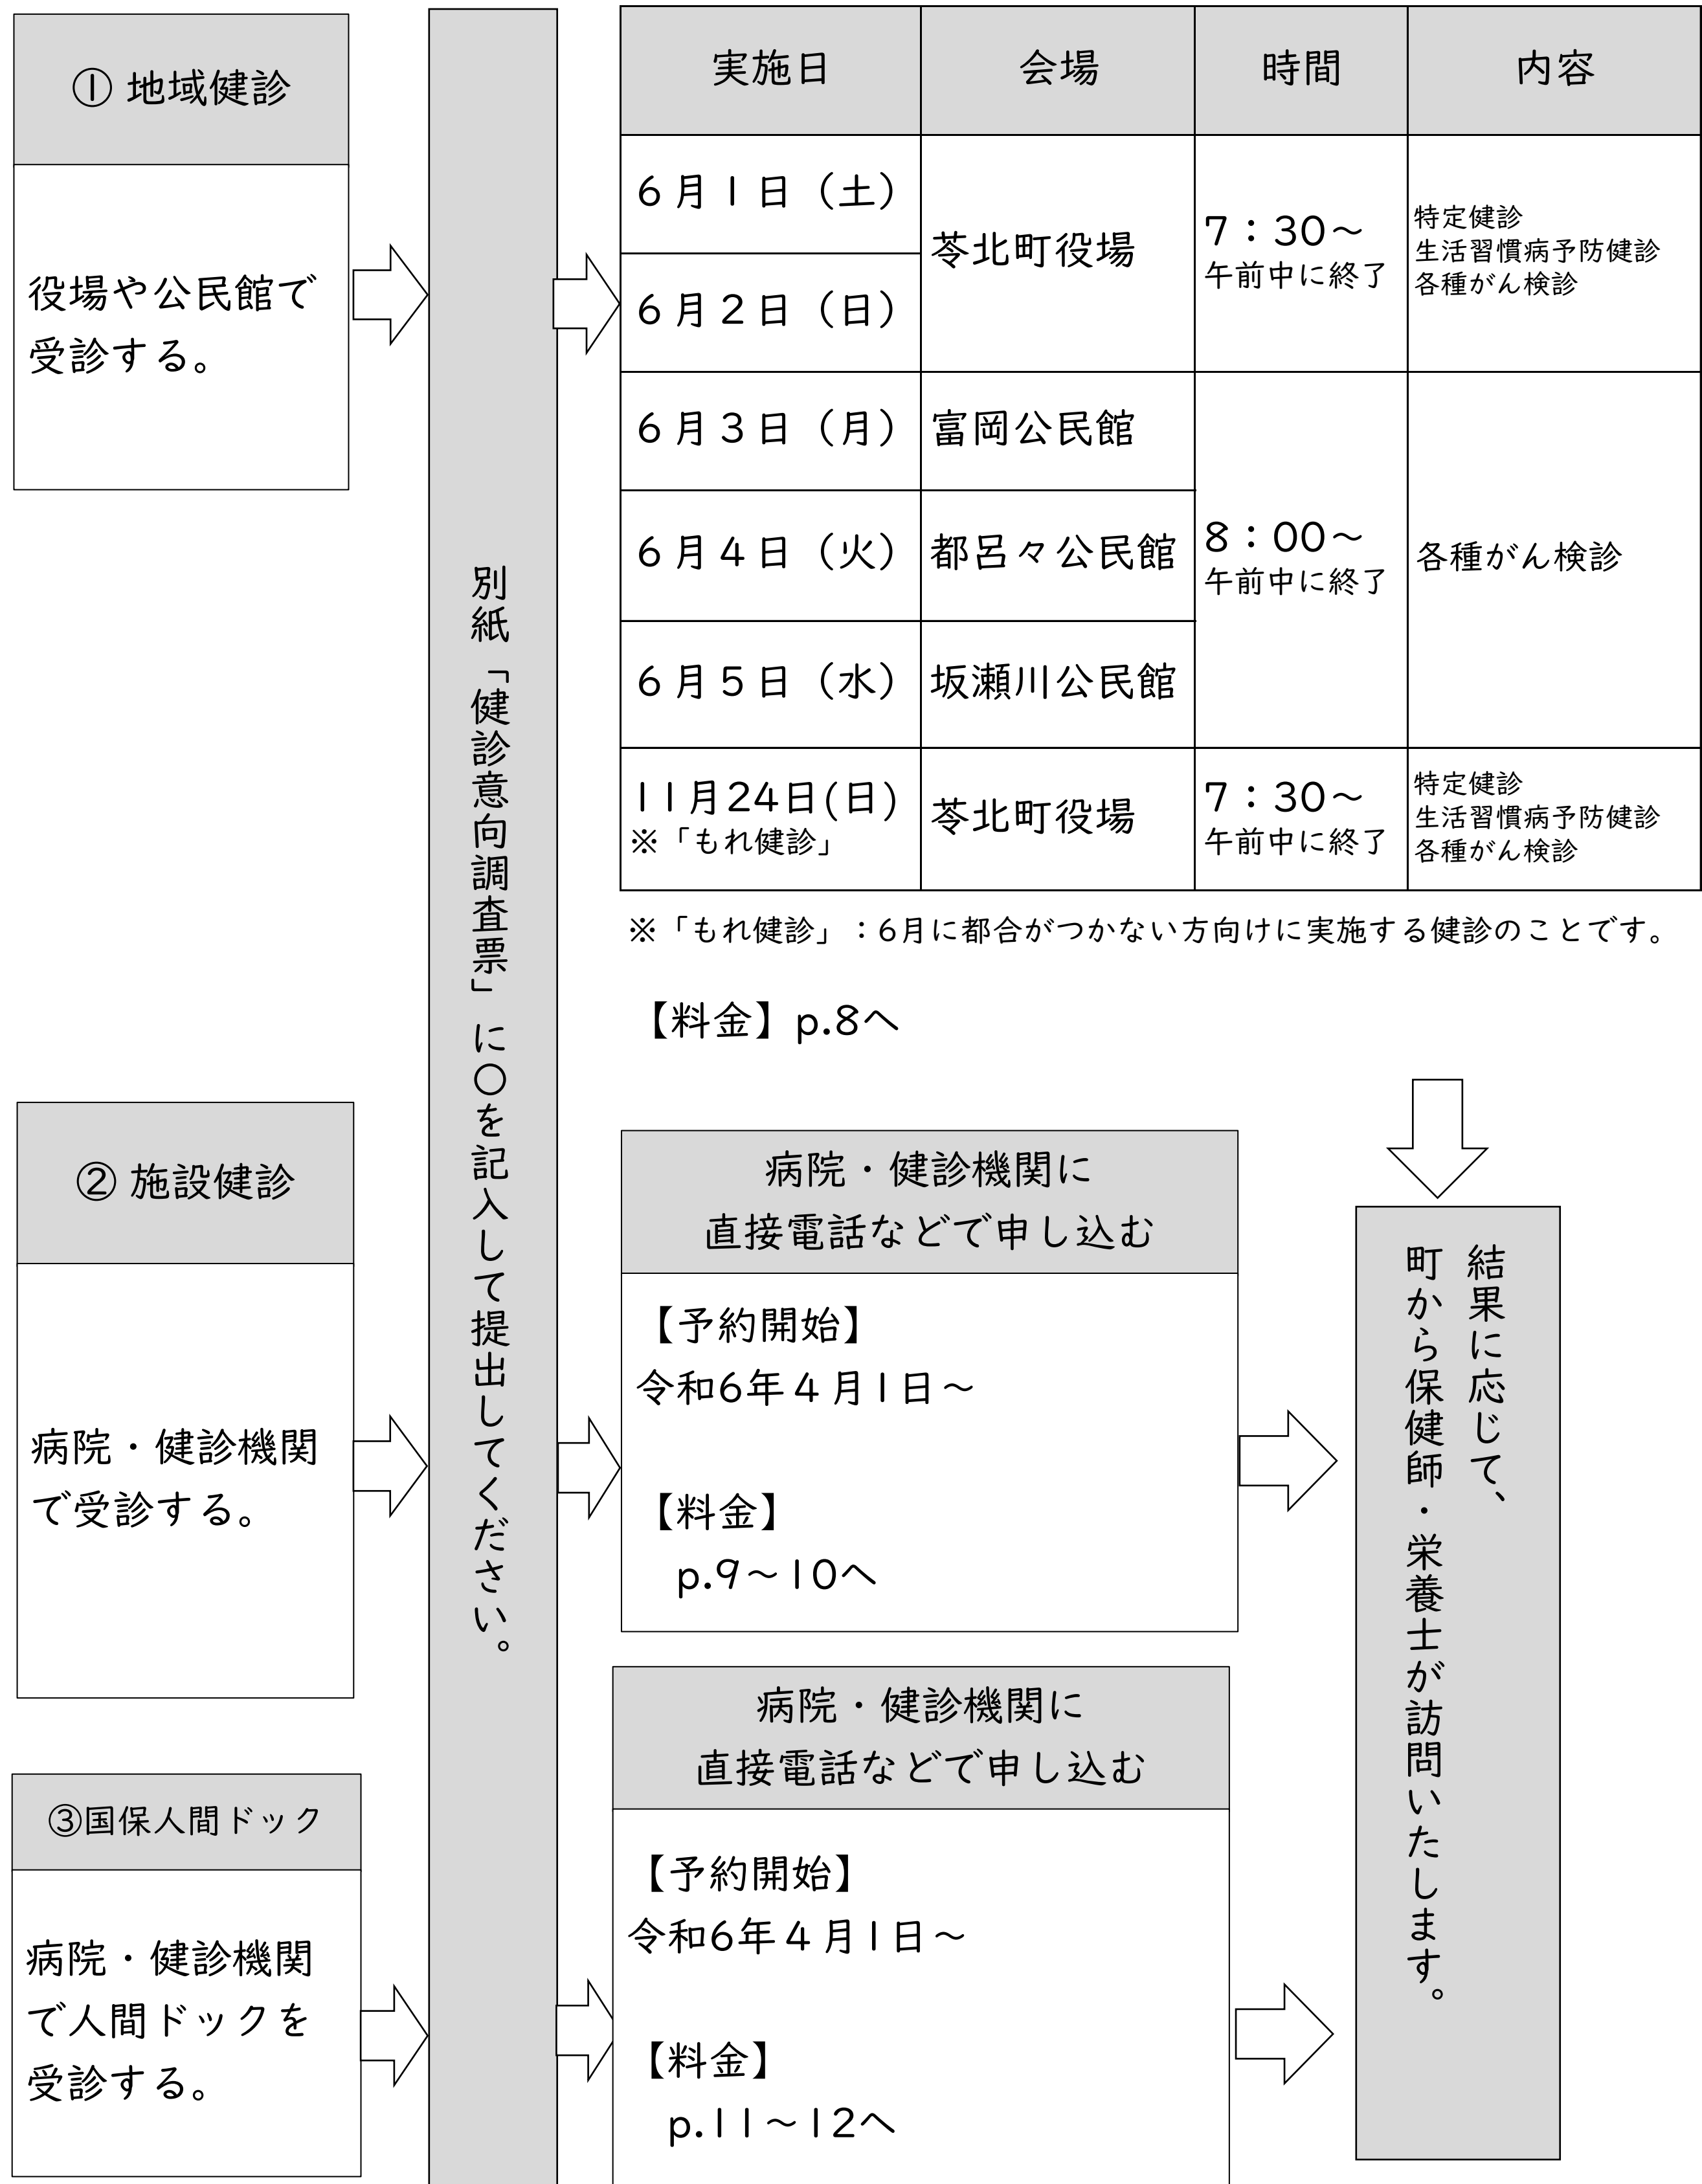 ① 地域健診
役場や公民館で
受診する。
別紙「健診意向調査票」に〇を記入して提出してください。
実施日 会場 時間 内容
6月1日(土)
苓北町役場
7:30～
午前中に終了
特定健診
生活習慣病予防健診
各種がん検診
6月2日(日)
6月3日(月) 富岡公民館
8:00～
午前中に終了
各種がん検診
6月4日(火) 都呂々公民館
6月5日(水) 坂瀬川公民館
11月24日(日)
※「もれ健診」
苓北町役場
7:30～
午前中に終了
特定健診
生活習慣病予防健診
各種がん検診
※「もれ健診」:6月に都合がつかない方向けに実施する健診のことです。
【料金】p.8へ
② 施設健診
病院・健診機関
で受診する。
病院・健診機関に
直接電話などで申し込む
【予約開始】
令和6年4月1日～
【料金】
p.9～10へ
③国保人間ドック
病院・健診機関
で人間ドックを
受診する。
病院・健診機関に
直接電話などで申し込む
【予約開始】
令和6年4月1日～
【料金】
p.11～12へ
結果に応じて、
町から保健師・栄養士が訪問いたします。